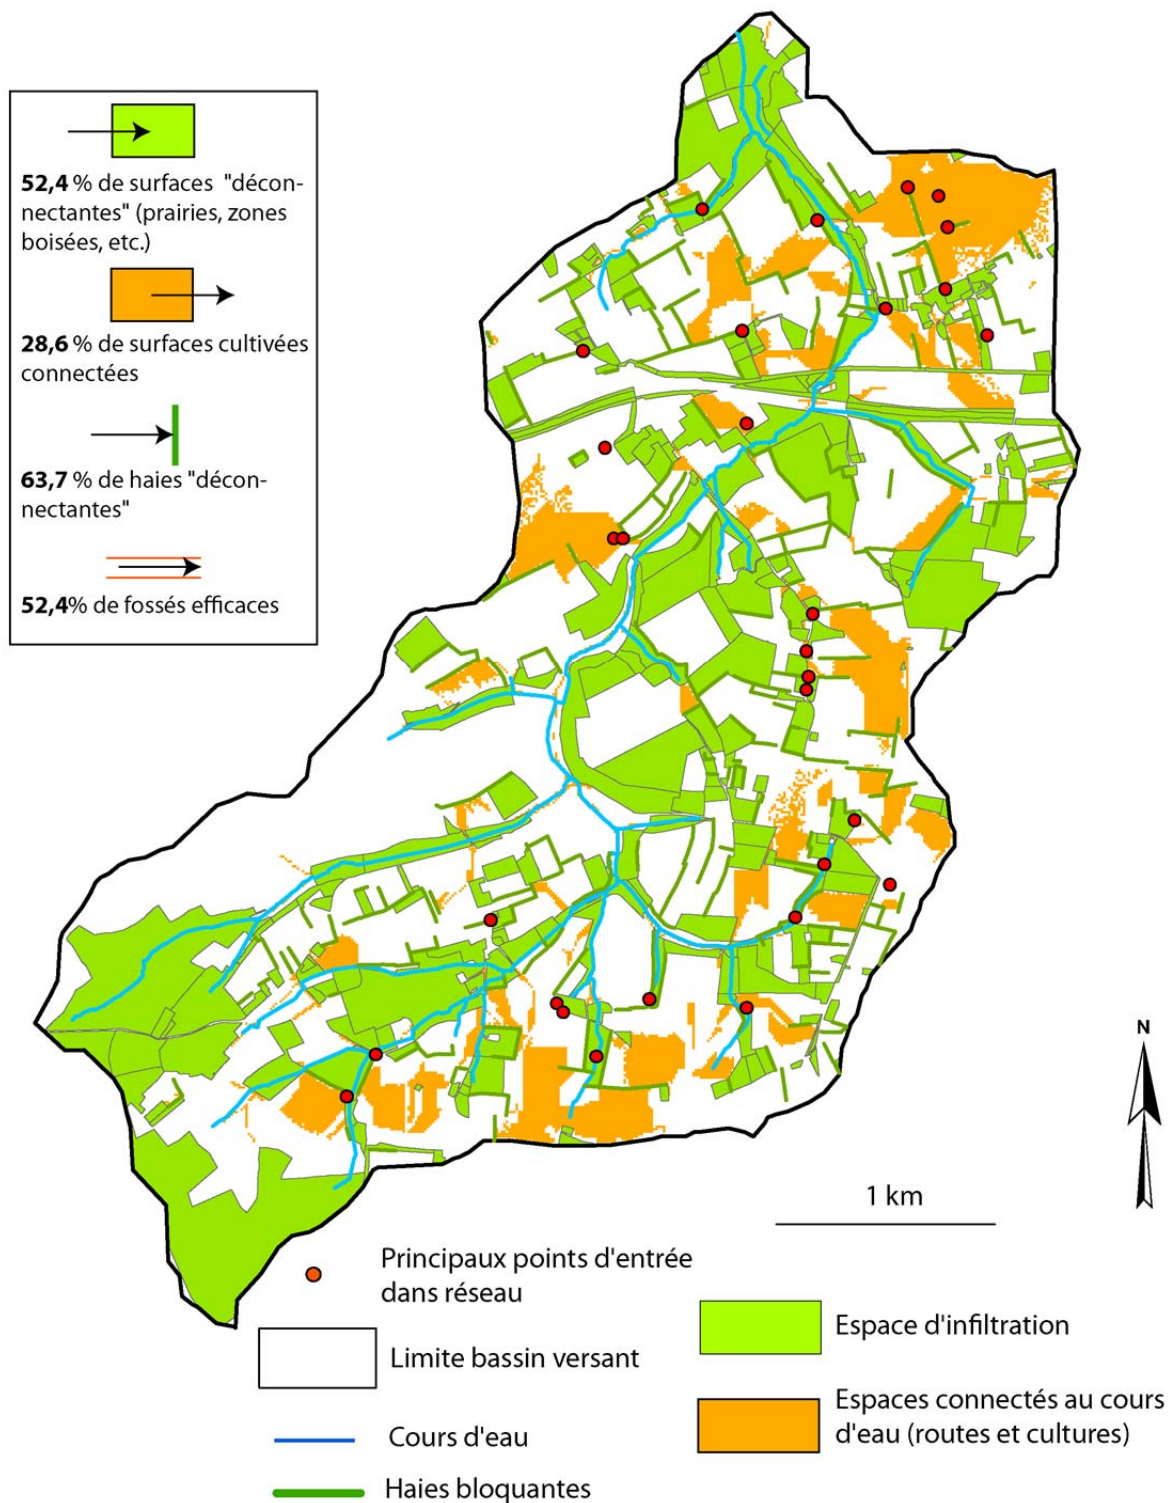 52,4 % de surfaces "décon-
nectantes" (prairies, zones
boisées, etc.)
28,6 % de surfaces cultivées
connectées
63,7 % de haies "décon-
nectantes"
52,4% de fossés efficaces
N
1 km
Principaux points d'entrée
dans réseau
Limite bassin versant
Cours d'eau
Haies bloquantes
Espace d'infiltration
Espaces connectés au cours
d'eau (routes et cultures)